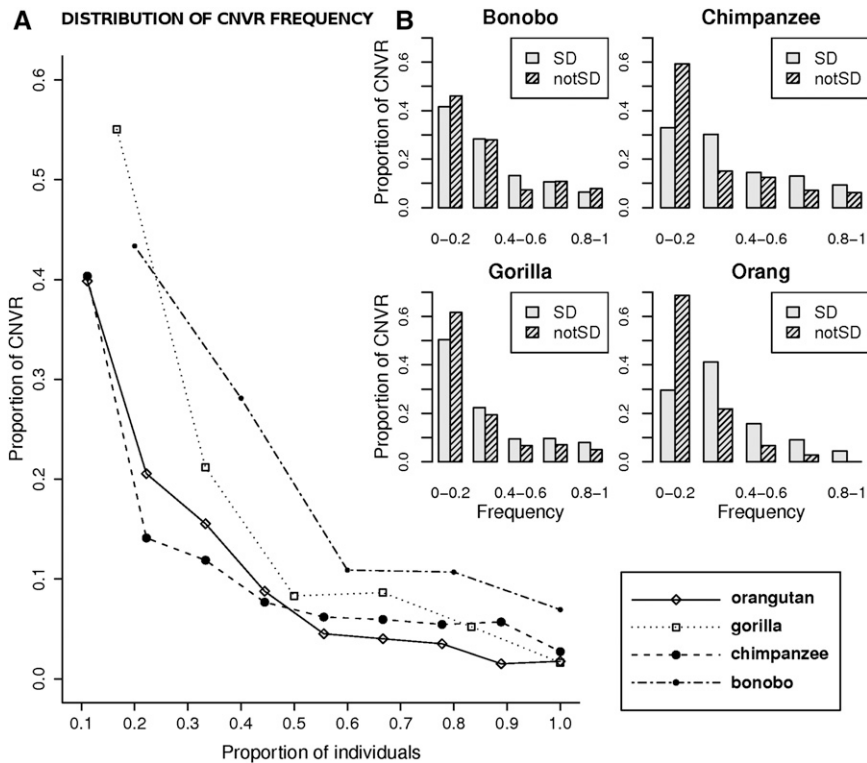 A DISTRIBUTION OF CNVR FREQUENCY
Proportion of CNVR
0.0 0.1 0.2 0.3 0.4 0.5 0.6
0.1 0.2 0.3 0.4 0.5 0.6 0.7 0.8 0.9 1.0
Proportion of individuals
B
Bonobo
Proportion of CNVR
0.0 0.2 0.4 0.6
SD
notSD
0-0.2 0.4-0.6 0.8-1
Chimpanzee
0.0 0.2 0.4 0.6
SD
notSD
0-0.2 0.4-0.6 0.8-1
Gorilla
Proportion of CNVR
0.0 0.2 0.4 0.6
SD
notSD
0-0.2 0.4-0.6 0.8-1
Frequency
Orang
0.0 0.2 0.4 0.6
SD
notSD
0-0.2 0.4-0.6 0.8-1
Frequency
orangutan
gorilla
chimpanzee
bonobo